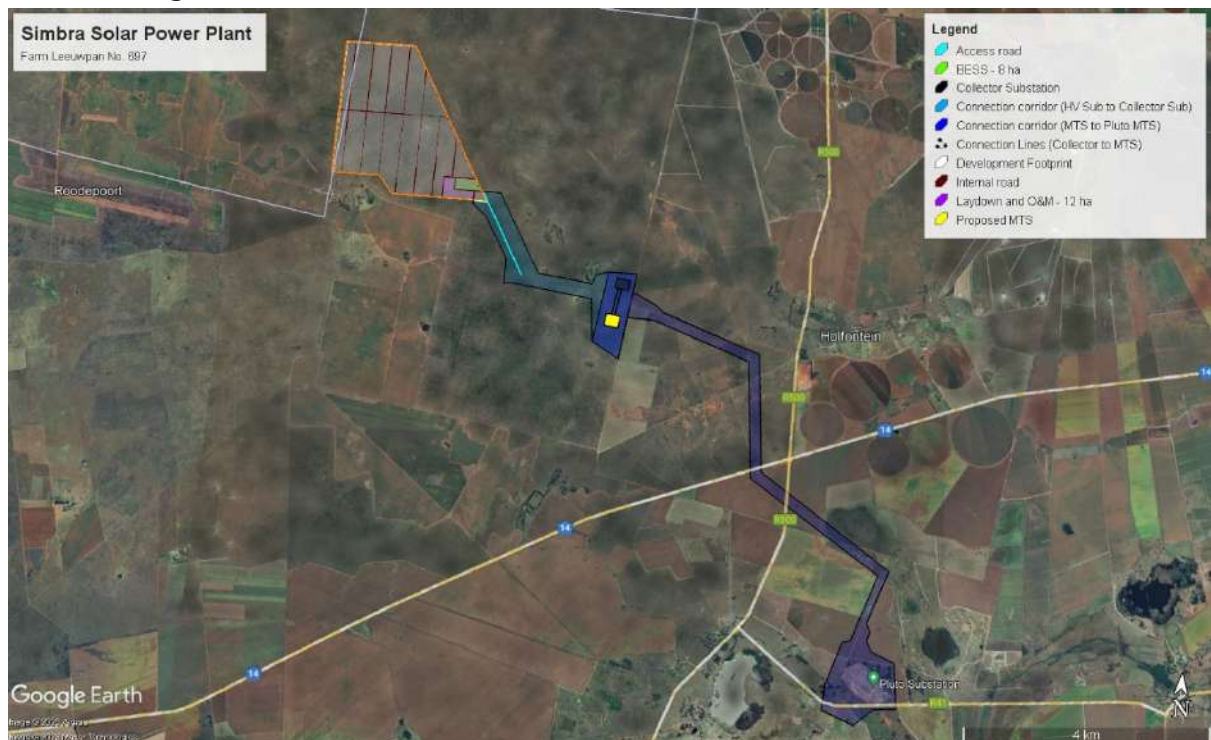 Simbra Solar Power Plant
Farm Leeuwpan No. 697
Legend
Access road
BESS - 8 ha
Collector Substation
Connection corridor (HV Sub to Collector Sub)
Connection corridor (MTS to Pluto MTS)
Connection Lines (Collector to MTS)
Development Footprint
Internal road
Laydown and O&M - 12 ha
Proposed MTS
R500
Roodepoort
Holfontein
14
R500
14
R500
14
14
Pluto Substation
R41
Google Earth
N
4 km